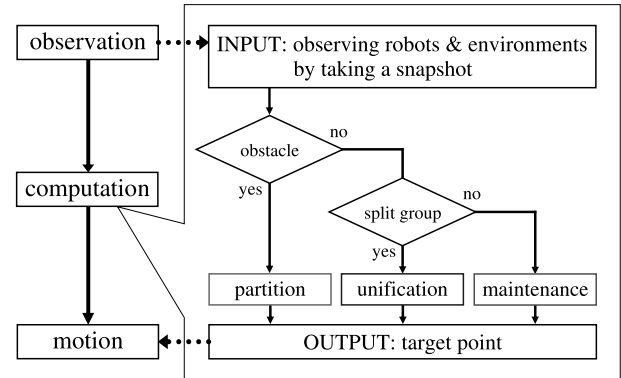 observation
INPUT: observing robots & environments
by taking a snapshot
obstacle
no
yes
computation
split group
no
yes
partition
unification
maintenance
motion
OUTPUT: target point